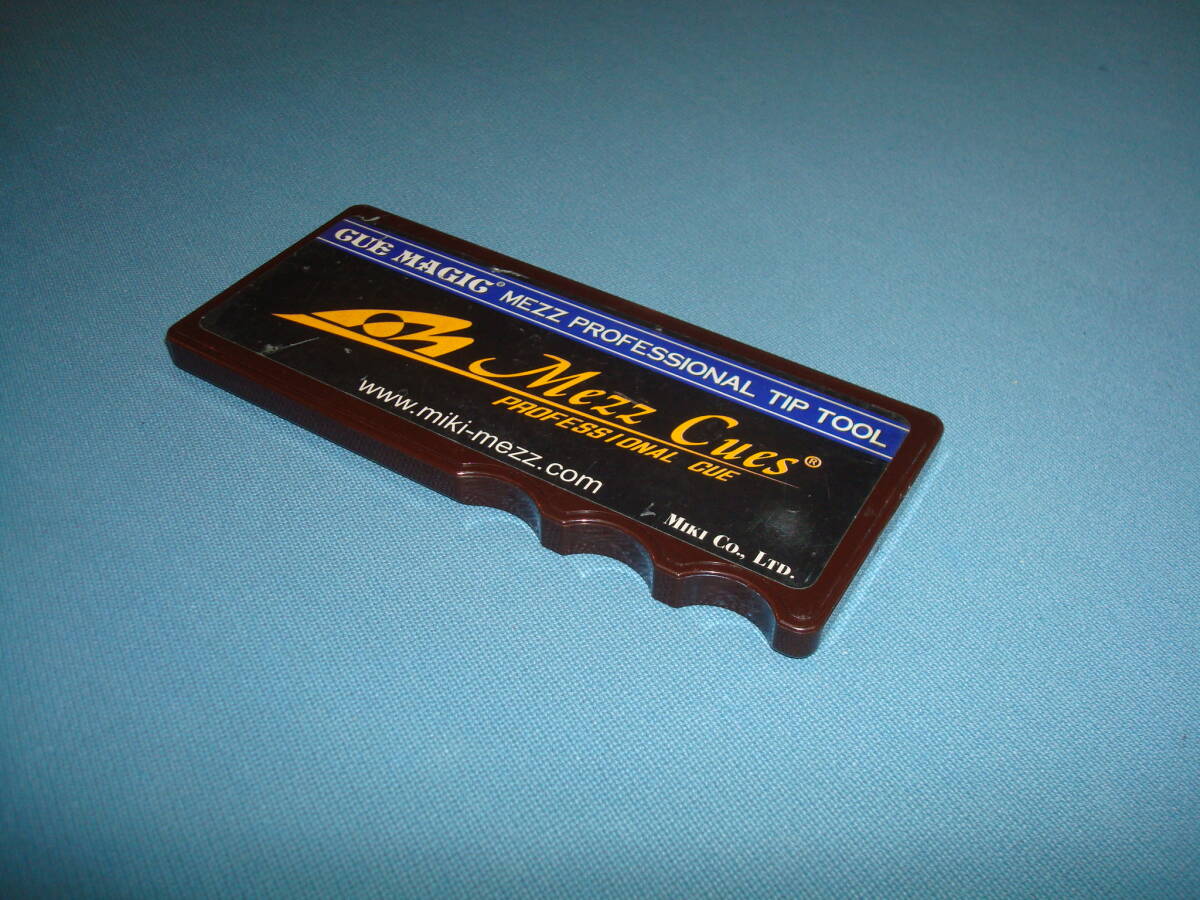 CUE MAGIC® MEZZ PROFESSIONAL TIP TOOL
Mezz Cues®
PROFESSIONAL CUE
www.miki-mezz.com
MIKI CO., LTD.